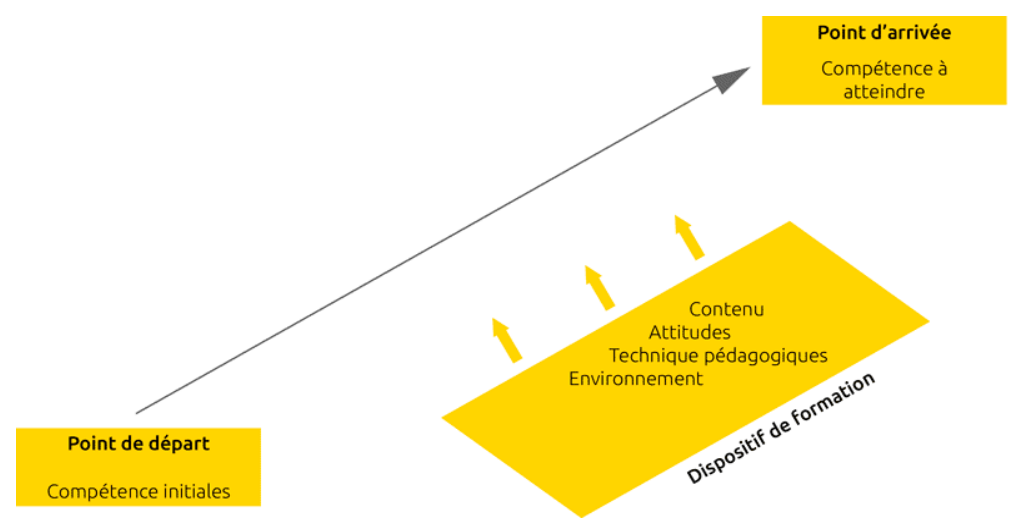 Point d’arrivée
Compétence à
atteindre
Contenu
Attitudes
Technique pédagogiques
Environnement
Dispositif de formation
Point de départ
Compétence initiales